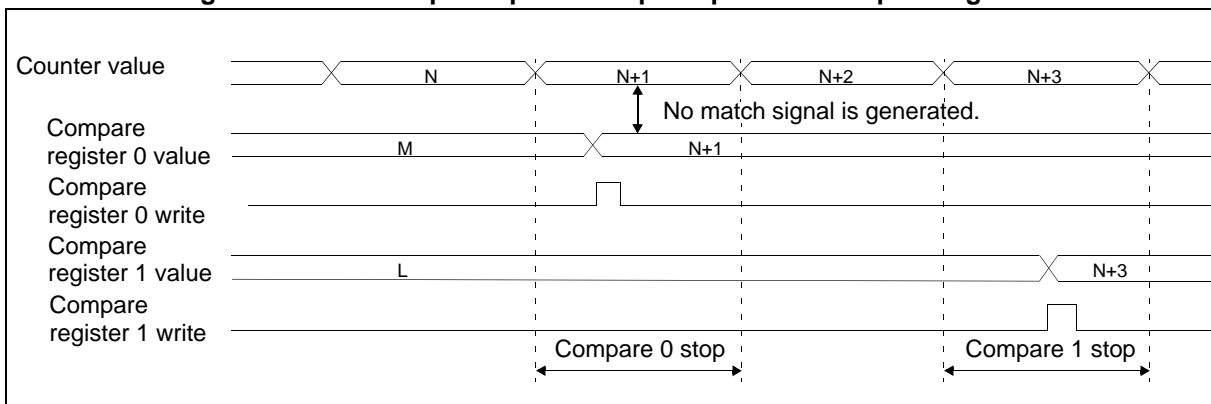 Counter value
N
N+1
N+2
N+3
No match signal is generated.
Compare
register 0 value
M
N+1
Compare
register 0 write
Compare
register 1 value
L
N+3
Compare
register 1 write
Compare 0 stop
Compare 1 stop